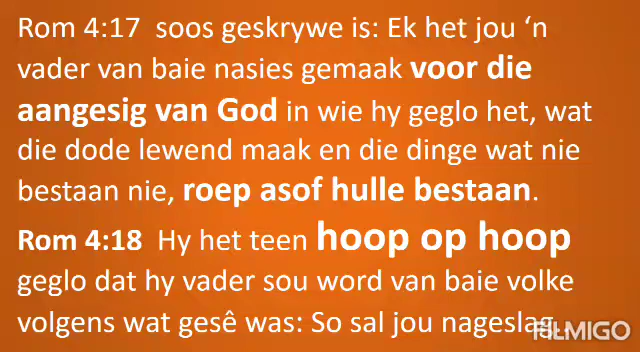 Rom 4:17  soos geskrywe is: Ek het jou ‘n
vader van baie nasies gemaak voor die
aangesig van God in wie hy geglo het, wat
die dode lewend maak en die dinge wat nie
bestaan nie, roep asof hulle bestaan.
Rom 4:18  Hy het teen hoop op hoop
geglo dat hy vader sou word van baie volke
volgens wat gesê was: So sal jou nageslag
FILMIGO